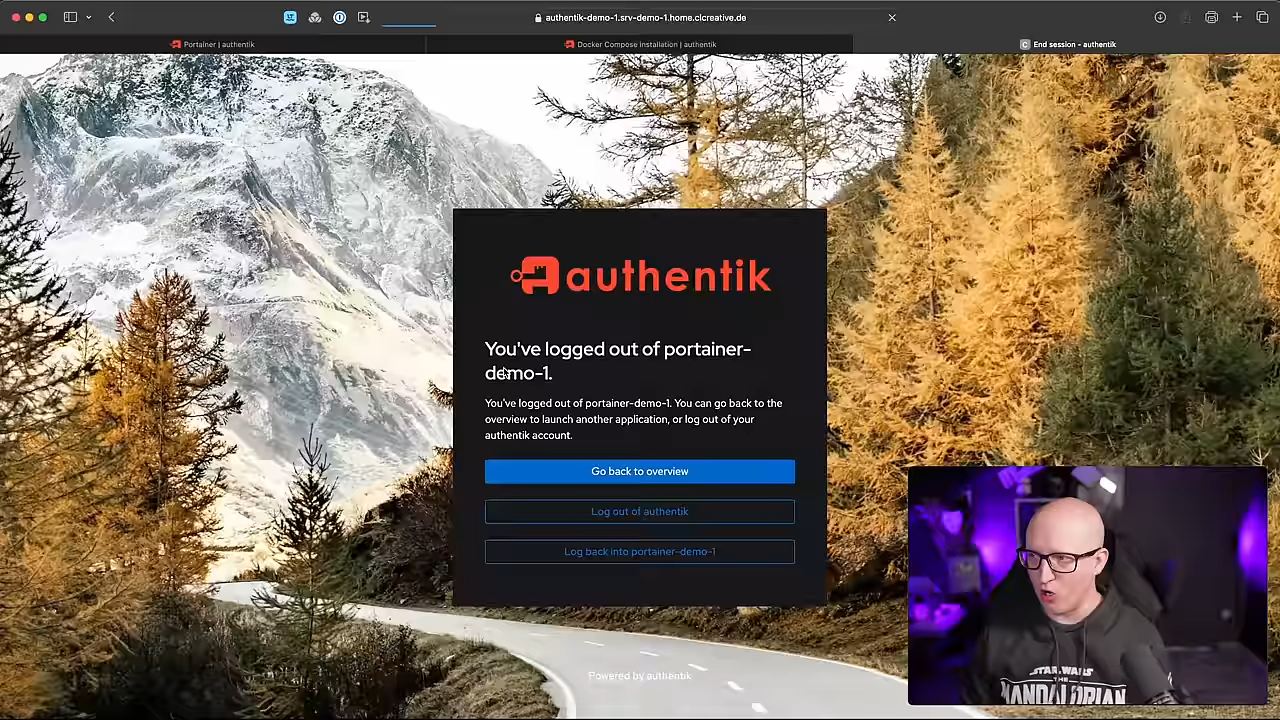 authentik-demo-1.srv-demo-1.home.clcreative.de
Portainer | authentik
Docker Compose installation | authentik
C End session - authentik
authentik
You've logged out of portainer-
demo-1.
You've logged out of portainer-demo-1. You can go back to the
overview to launch another application, or log out of your
authentik account.
Go back to overview
Log out of authentik
Log back into portainer-demo-1
Powered by authentik
STAR WARS
THE
MANDALORIAN